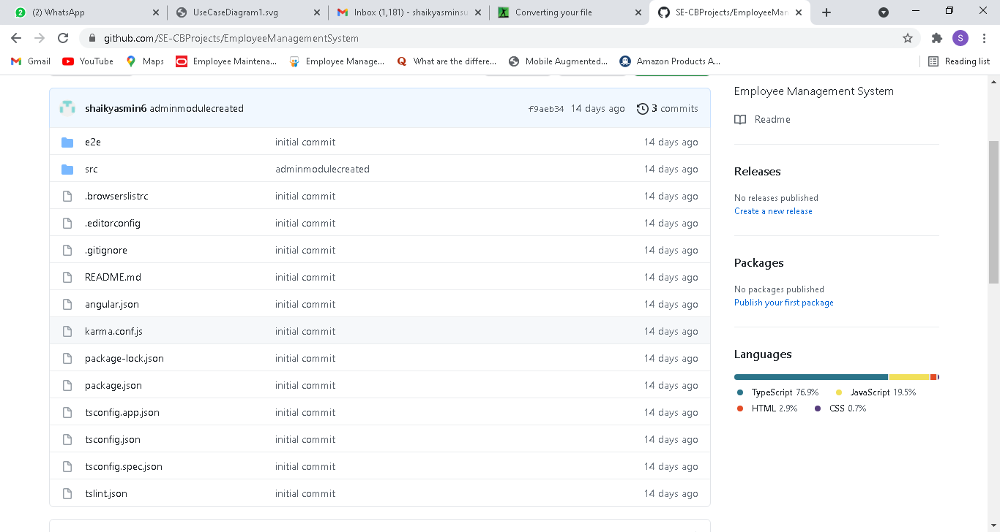 (2) WhatsApp
UseCaseDiagram1.svg
Inbox (1,181) - shaikyasminsu
Converting your file
SE-CBProjects/EmployeeMan
github.com/SE-CBProjects/EmployeeManagementSystem
S
Gmail
YouTube
Maps
Employee Maintena...
Employee Manage...
What are the differe...
Mobile Augmented...
Amazon Products A...
Reading list
shaikyasmin6 adminmodulecreated f9aeb34 14 days ago 3 commits
e2e initial commit 14 days ago
src adminmodulecreated 14 days ago
.browserslistrc initial commit 14 days ago
.editorconfig initial commit 14 days ago
.gitignore initial commit 14 days ago
README.md initial commit 14 days ago
angular.json initial commit 14 days ago
karma.conf.js initial commit 14 days ago
package-lock.json initial commit 14 days ago
package.json initial commit 14 days ago
tsconfig.app.json initial commit 14 days ago
tsconfig.json initial commit 14 days ago
tsconfig.spec.json initial commit 14 days ago
tslint.json initial commit 14 days ago
Employee Management System
Readme
Releases
No releases published
Create a new release
Packages
No packages published
Publish your first package
Languages
TypeScript 76.9% JavaScript 19.5%
HTML 2.9% CSS 0.7%